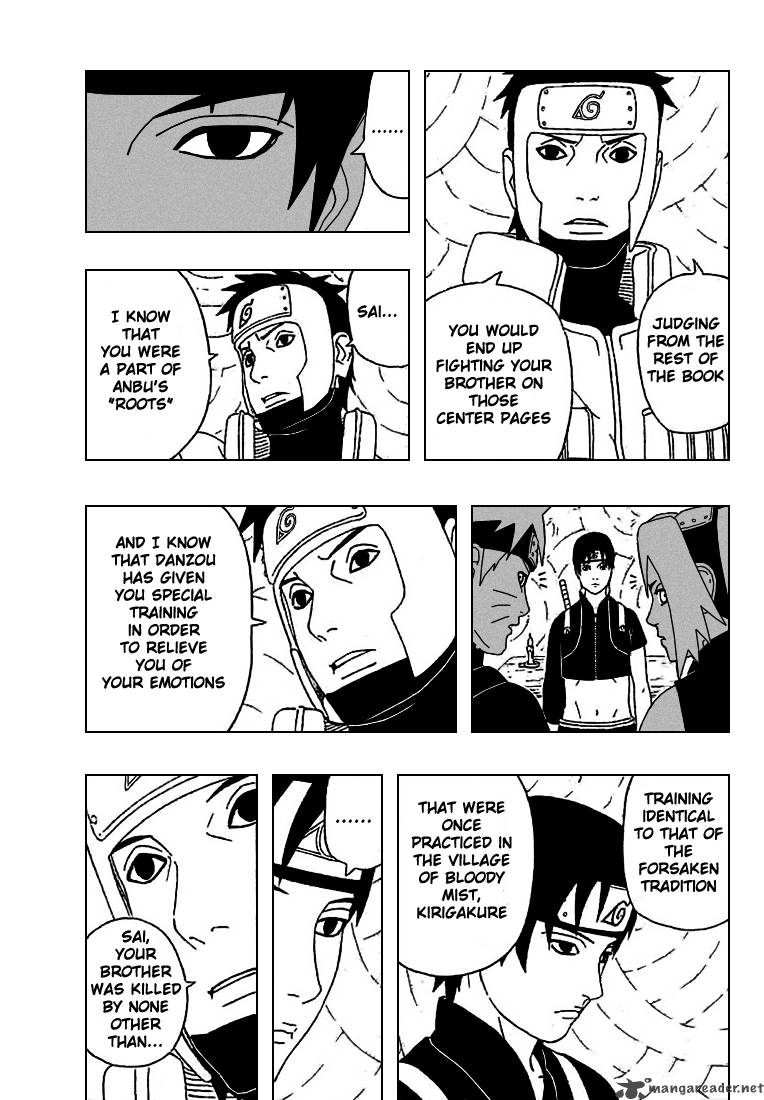 JUDGING
FROM THE
REST OF
THE BOOK
YOU WOULD
END UP
FIGHTING YOUR
BROTHER ON
THOSE
CENTER PAGES
......
SAI...
I KNOW
THAT
YOU WERE
A PART OF
ANBU'S
"ROOTS"
AND I KNOW
THAT DANZOU
HAS GIVEN
YOU SPECIAL
TRAINING
IN ORDER
TO RELIEVE
YOU OF
YOUR EMOTIONS
TRAINING
IDENTICAL
TO THAT OF
THE
FORSAKEN
TRADITION
THAT WERE
ONCE
PRACTICED IN
THE VILLAGE
OF BLOODY
MIST,
KIRIGAKURE
......
SAI,
YOUR
BROTHER
WAS KILLED
BY NONE
OTHER
THAN...
mangareader.net